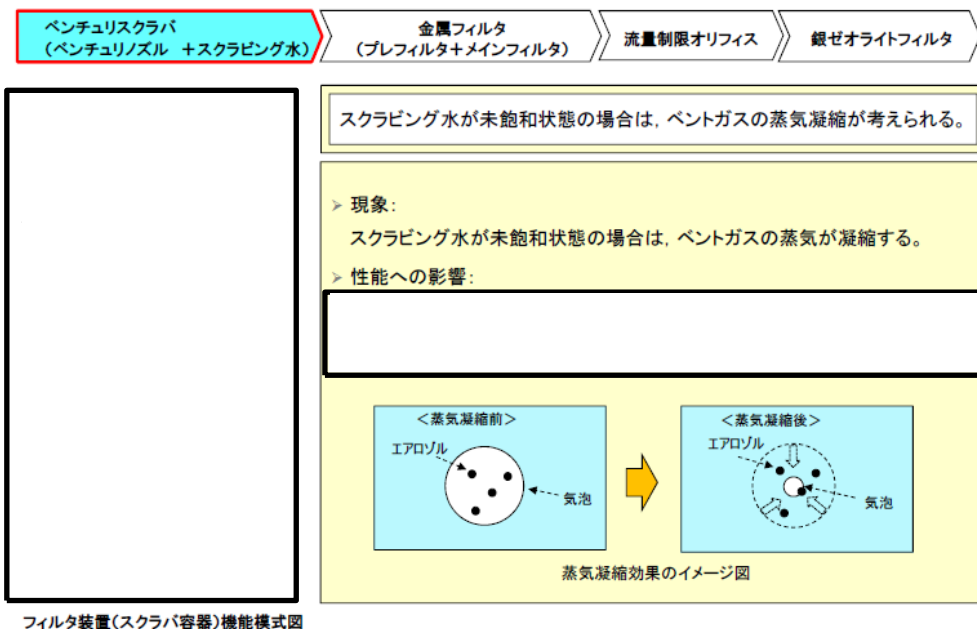 ベンチュリスクラバ
(ベンチュリノズル +スクラビング水)
金属フィルタ
(プレフィルタ+メインフィルタ)
流量制限オリフィス
銀ゼオライトフィルタ
スクラビング水が未飽和状態の場合は,ベントガスの蒸気凝縮が考えられる。
➢ 現象:
スクラビング水が未飽和状態の場合は,ベントガスの蒸気が凝縮する。
➢ 性能への影響:
<蒸気凝縮前>
エアロゾル
気泡
<蒸気凝縮後>
エアロゾル
気泡
蒸気凝縮効果のイメージ図
フィルタ装置(スクラバ容器)機能模式図